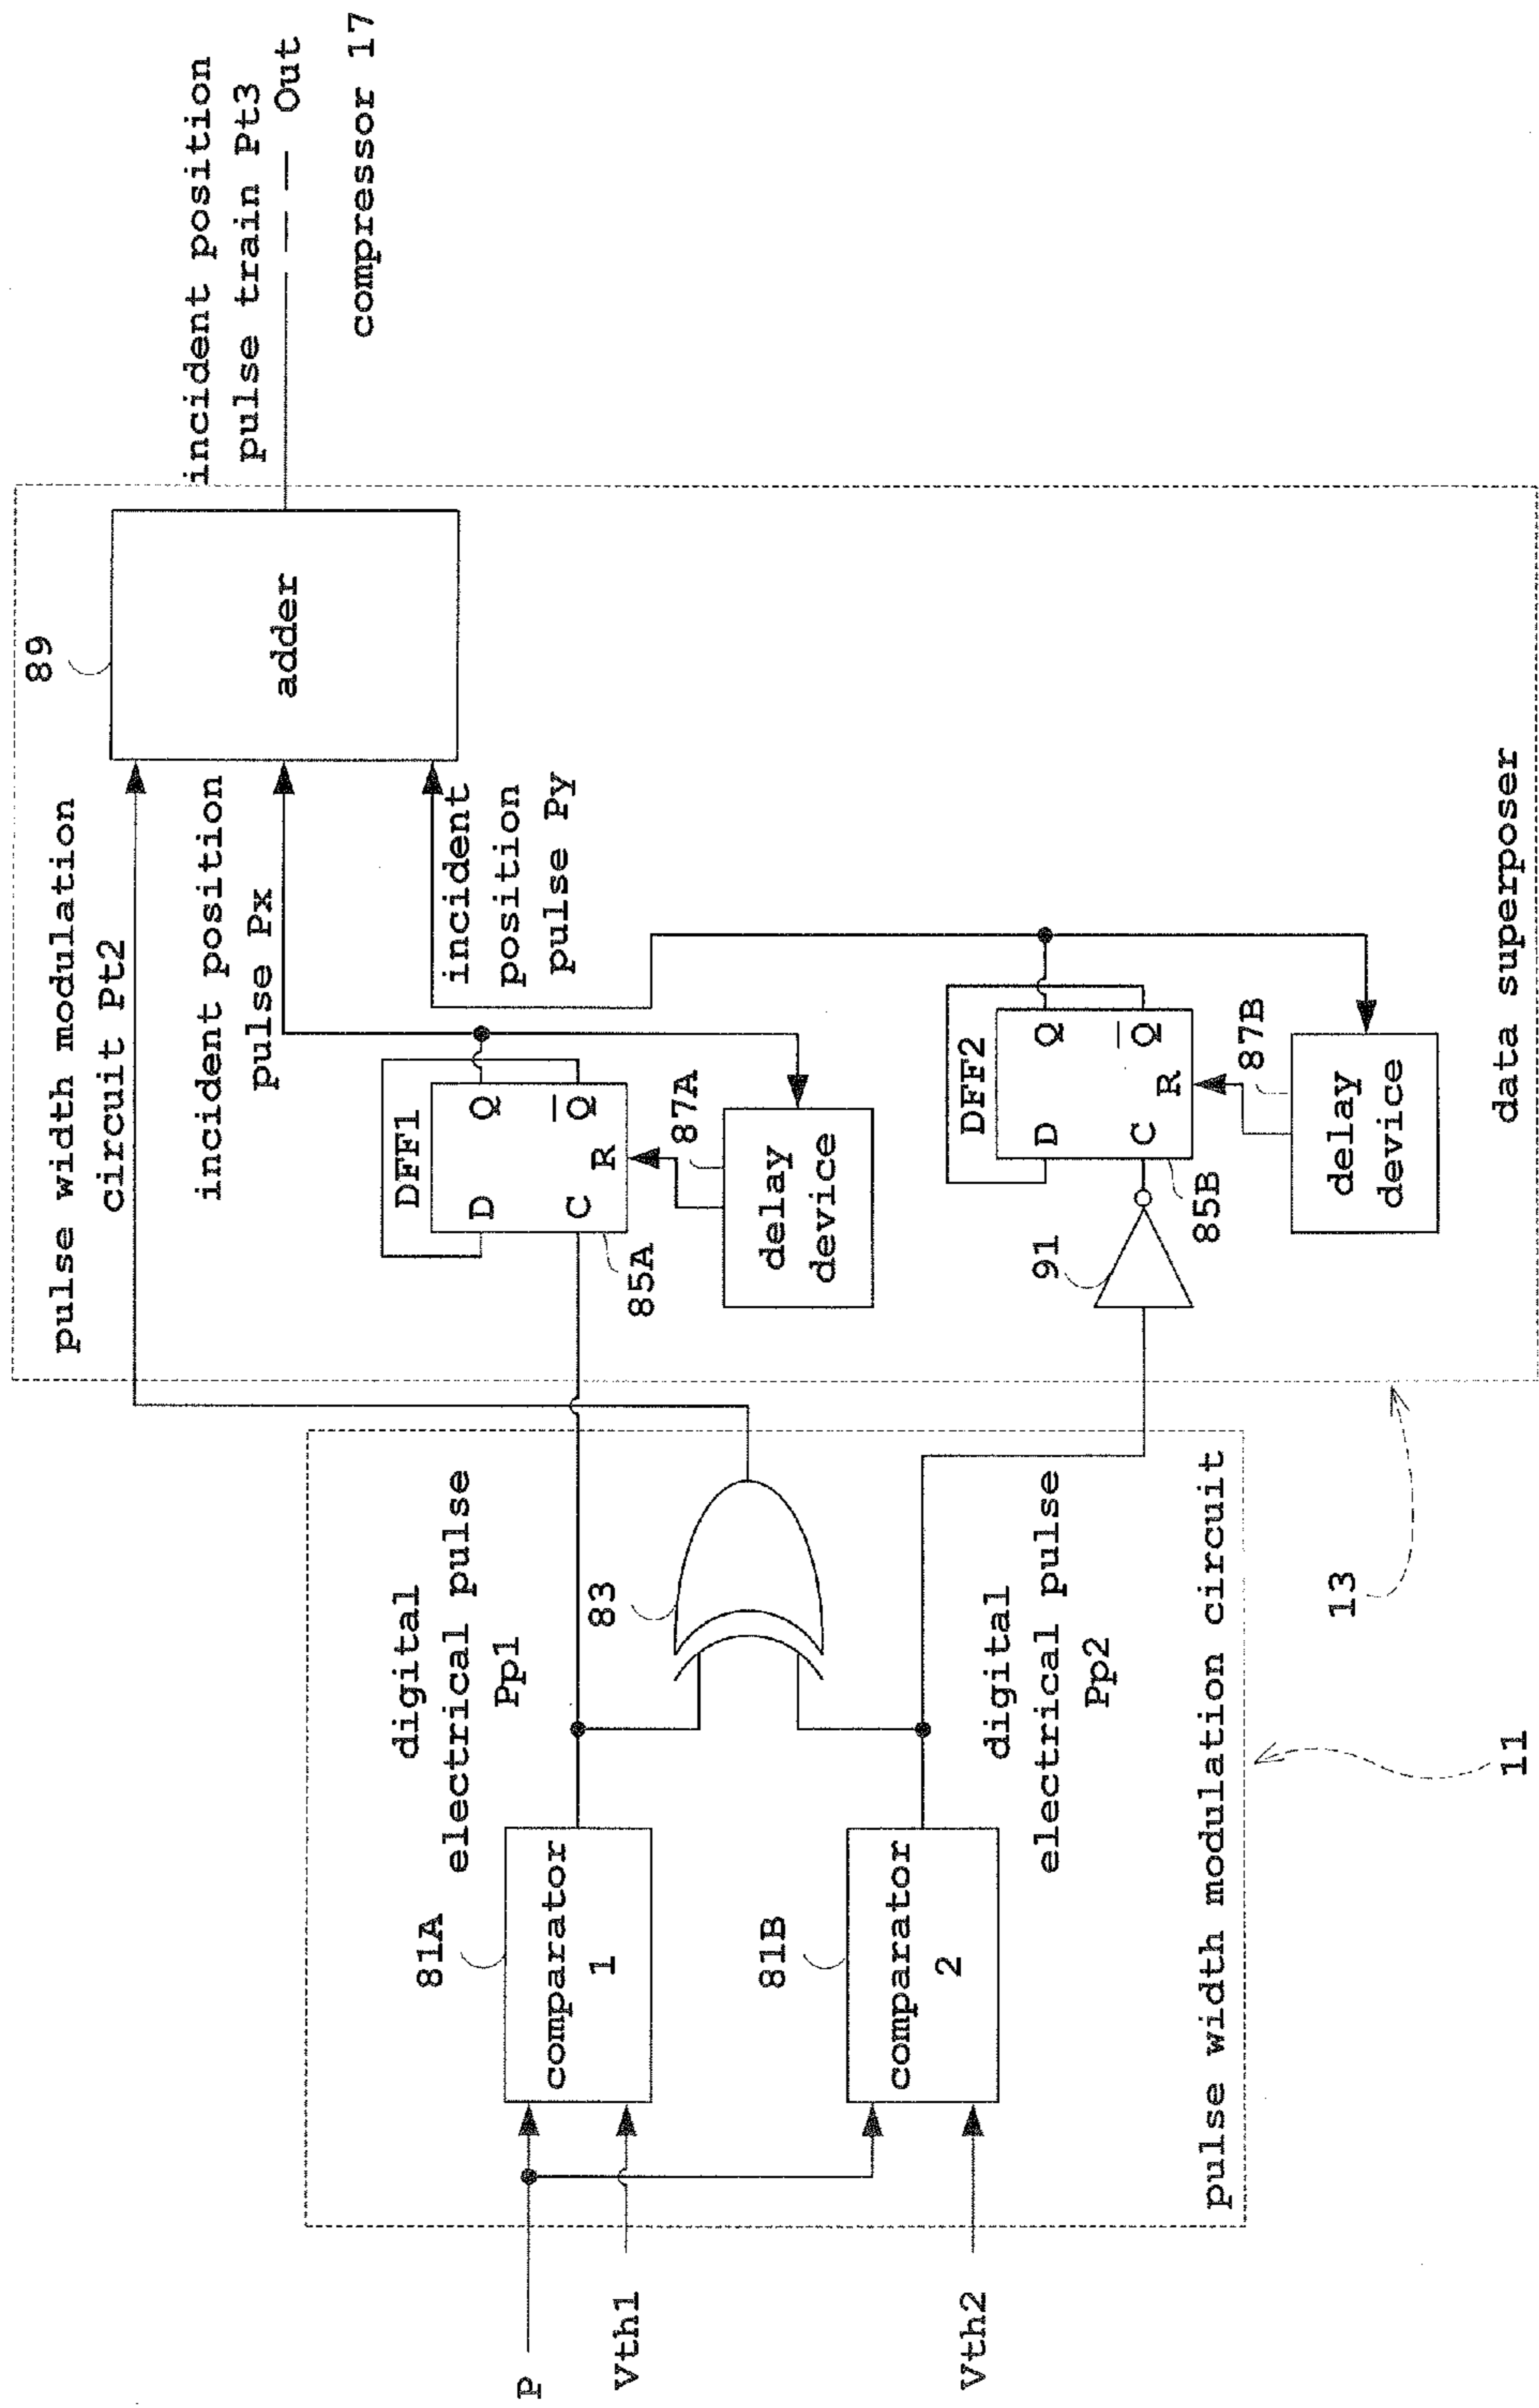 89
pulse width modulation
circuit Pt2
adder
incident position
pulse train Pt3
Out
compressor 17
incident position
pulse Px
incident
position
pulse Py
DFF1
D
Q
C
Q
R
85A
87A
delay
device
DFF2
D
Q
C
Q
R
91
85B
87B
delay
device
data superposer
13
81A
digital
electrical pulse
Pp1
comparator
1
83
81B
comparator
2
digital
electrical pulse
Pp2
P
Vth1
Vth2
pulse width modulation circuit
11